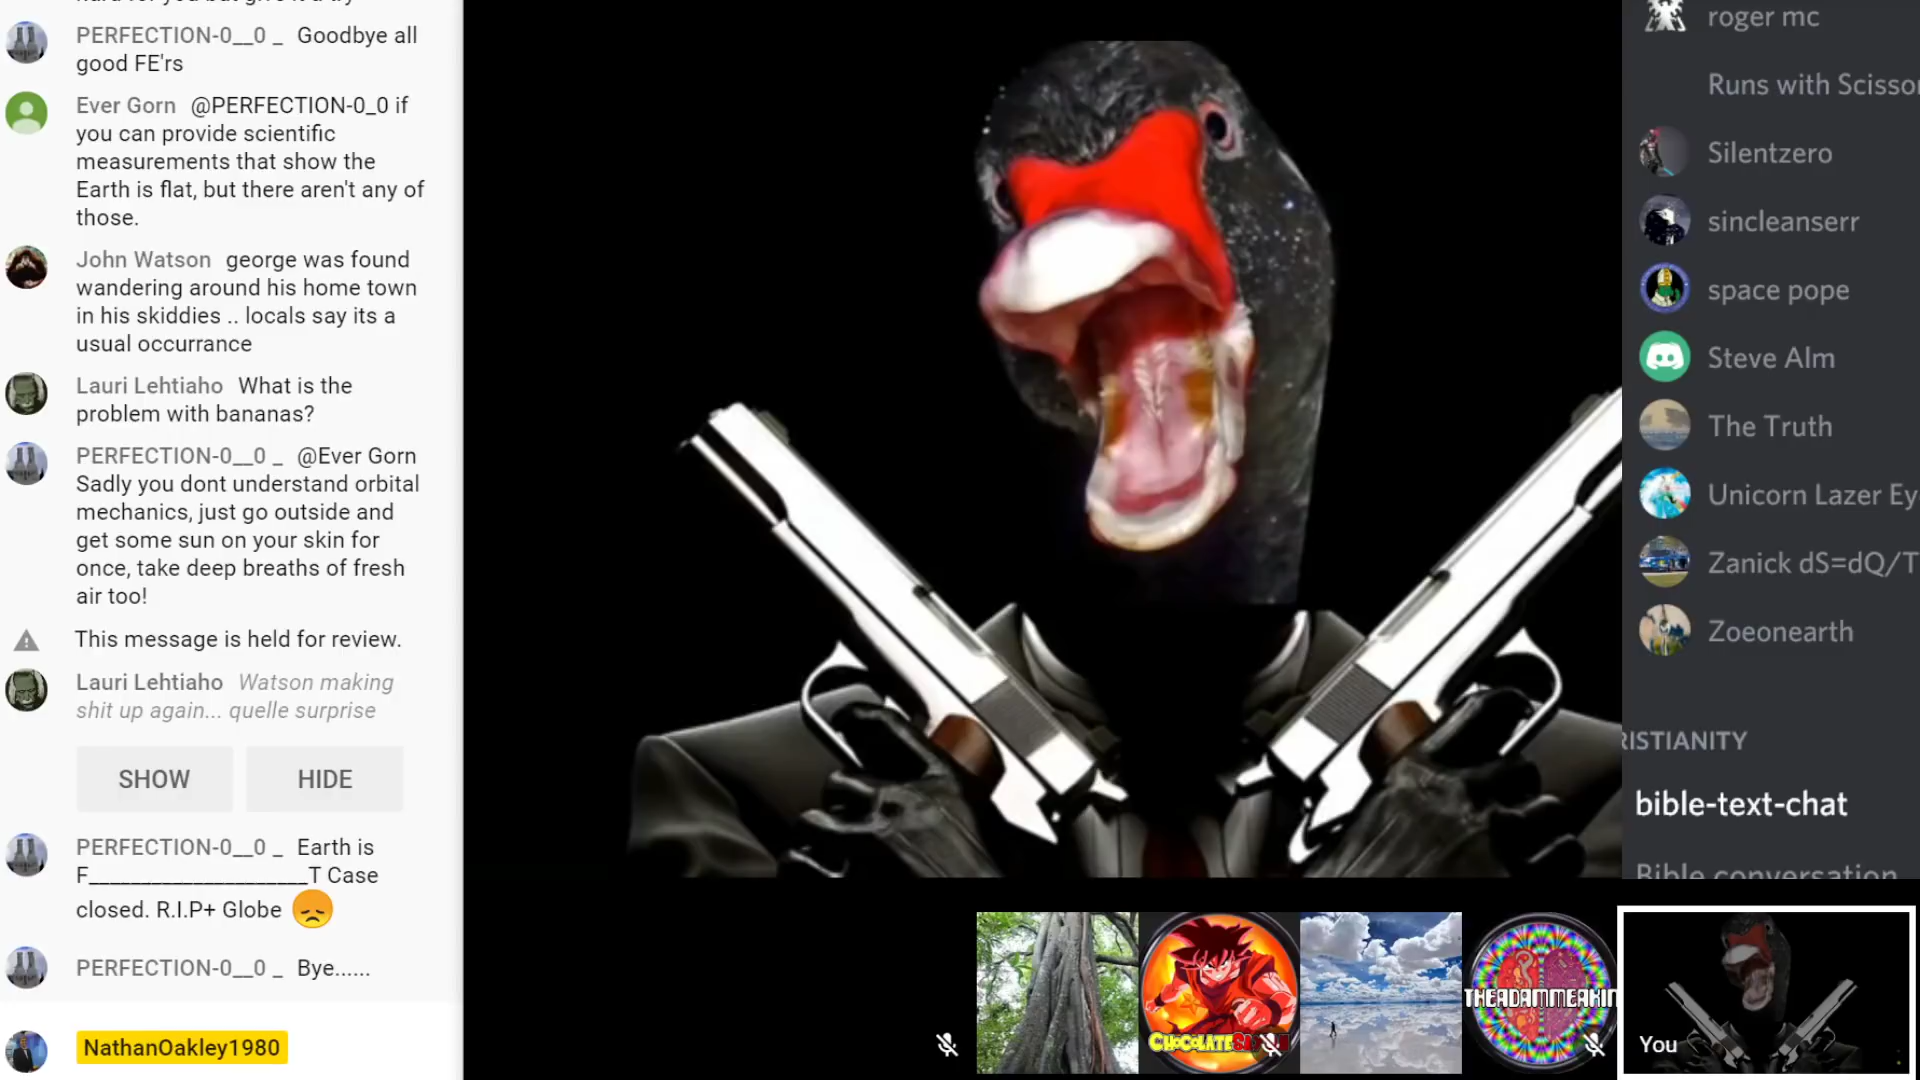 PERFECTION-0__0 _ Goodbye all
good FE'rs
Ever Gorn @PERFECTION-0_0 if
you can provide scientific
measurements that show the
Earth is flat, but there aren't any of
those.
John Watson george was found
wandering around his home town
in his skiddies .. locals say its a
usual occurrance
Lauri Lehtiaho What is the
problem with bananas?
PERFECTION-0__0 _ @Ever Gorn
Sadly you dont understand orbital
mechanics, just go outside and
get some sun on your skin for
once, take deep breaths of fresh
air too!
This message is held for review.
Lauri Lehtiaho Watson making
shit up again... quelle surprise
SHOW HIDE
PERFECTION-0__0 _ Earth is
F____________________T Case
closed. R.I.P+ Globe
PERFECTION-0__0 _ Bye......
NathanOakley1980
roger mc
Runs with Scissor
Silentzero
sincleanserr
space pope
Steve Alm
The Truth
Unicorn Lazer Ey
Zanick dS=dQ/T
Zoeonearth
RISTIANITY
bible-text-chat
Bible conversation
THEADAMMEAKIN
You